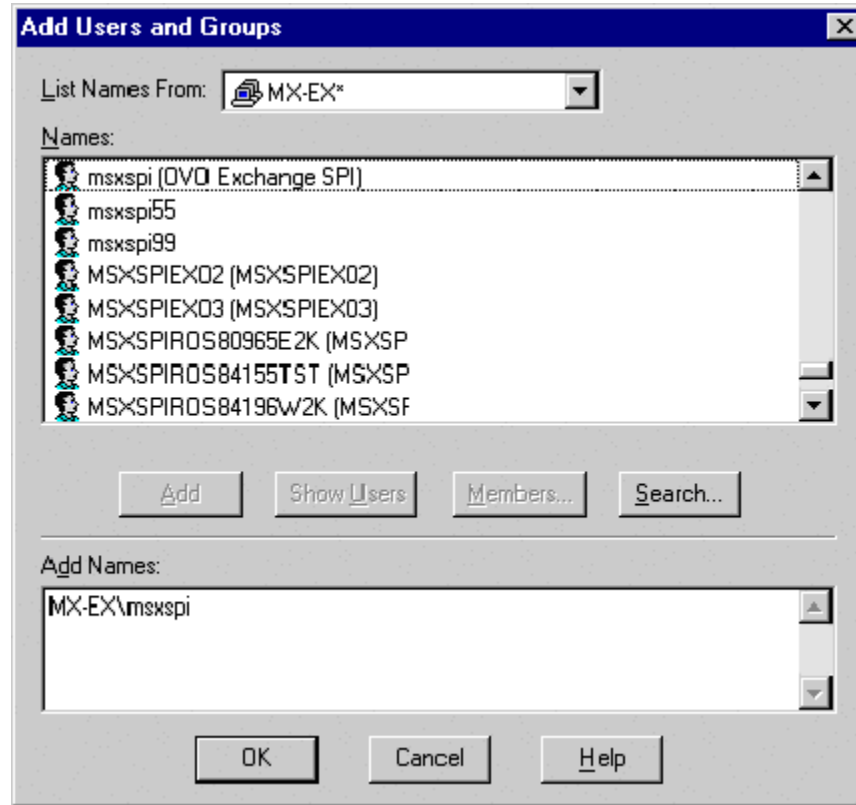 Add Users and Groups
List Names From: MX-EX*
Names:
msxspi (OVO Exchange SPI)
msxspi55
msxspi99
MSXSPIEX02 (MSXSPIEX02)
MSXSPIEX03 (MSXSPIEX03)
MSXSPIROS80965E2K (MSXSP
MSXSPIROS84155TST (MSXSP
MSXSPIROS84196W2K (MSXSF
Add Show Users Members... Search...
Add Names:
MX-EX\msxspi
OK Cancel Help